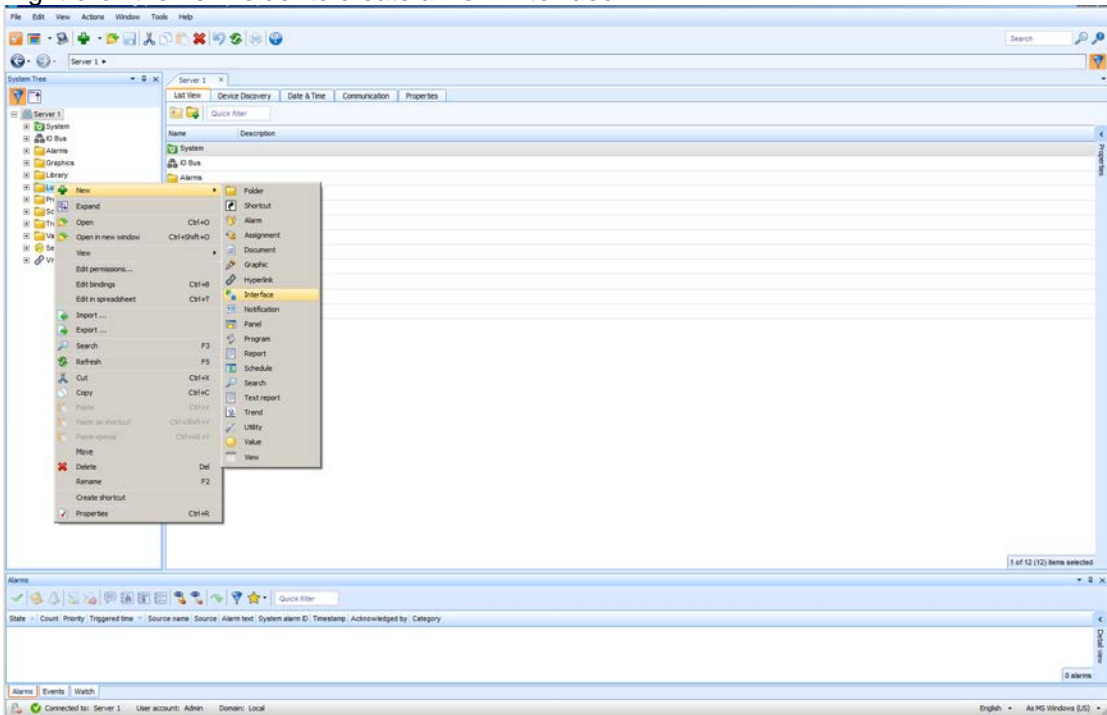 File Edit View Actions Window Tools Help
Search
Server 1
System Tree
Server 1
List View Device Discovery Date & Time Communication Properties
Quick filter
Server 1
System
IO Bus
Alarms
Graphics
Library
Name Description
System
IO Bus
Alarms
Properties
New
Expand
Open Ctrl+O
Open in new window Ctrl+Shift+O
View
Edit permissions...
Edit bindings Ctrl+B
Edit in spreadsheet Ctrl+T
Import ...
Export ...
Search F3
Refresh F5
Cut Ctrl+X
Copy Ctrl+C
Paste Ctrl+V
Paste as shortcut Ctrl+Shift+V
Paste special Ctrl+Alt+V
Move
Delete Del
Rename F2
Create shortcut
Properties Ctrl+R
Folder
Shortcut
Alarm
Assignment
Document
Graphic
Hyperlink
Interface
Notification
Panel
Program
Report
Schedule
Search
Text report
Trend
Utility
Value
View
1 of 12 (12) items selected
Alarms
Quick filter
State Count Priority Triggered time Source name Source Alarm text System alarm ID Timestamp Acknowledged by Category
Detail view
0 alarms
Alarms Events Watch
Connected to: Server 1 User account: Admin Domain: Local English As MS Windows (US)